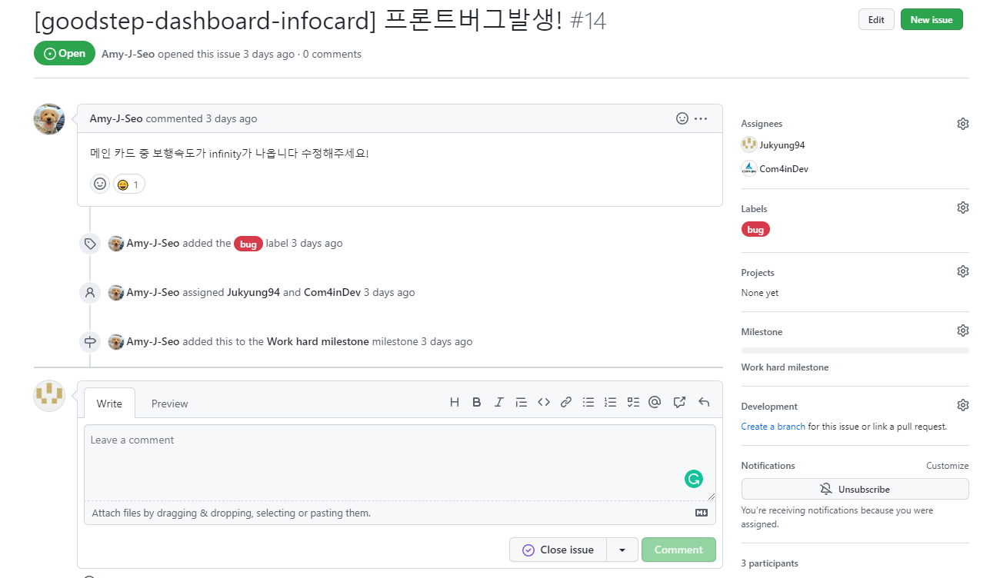 [goodstep-dashboard-infocard] 프론트버그발생! #14
Edit
New issue
Open
Amy-J-Seo opened this issue 3 days ago · 0 comments
Amy-J-Seo commented 3 days ago
메인 카드 중 보행속도가 infinity가 나옵니다 수정해주세요!
1
Amy-J-Seo added the bug label 3 days ago
Amy-J-Seo assigned Jukyung94 and Com4inDev 3 days ago
Amy-J-Seo added this to the Work hard milestone milestone 3 days ago
Write
Preview
Leave a comment
Attach files by dragging & dropping, selecting or pasting them.
Close issue
Comment
Assignees
Jukyung94
Com4inDev
Labels
bug
Projects
None yet
Milestone
Work hard milestone
Development
Create a branch for this issue or link a pull request.
Notifications
Customize
Unsubscribe
You're receiving notifications because you were
assigned.
3 participants